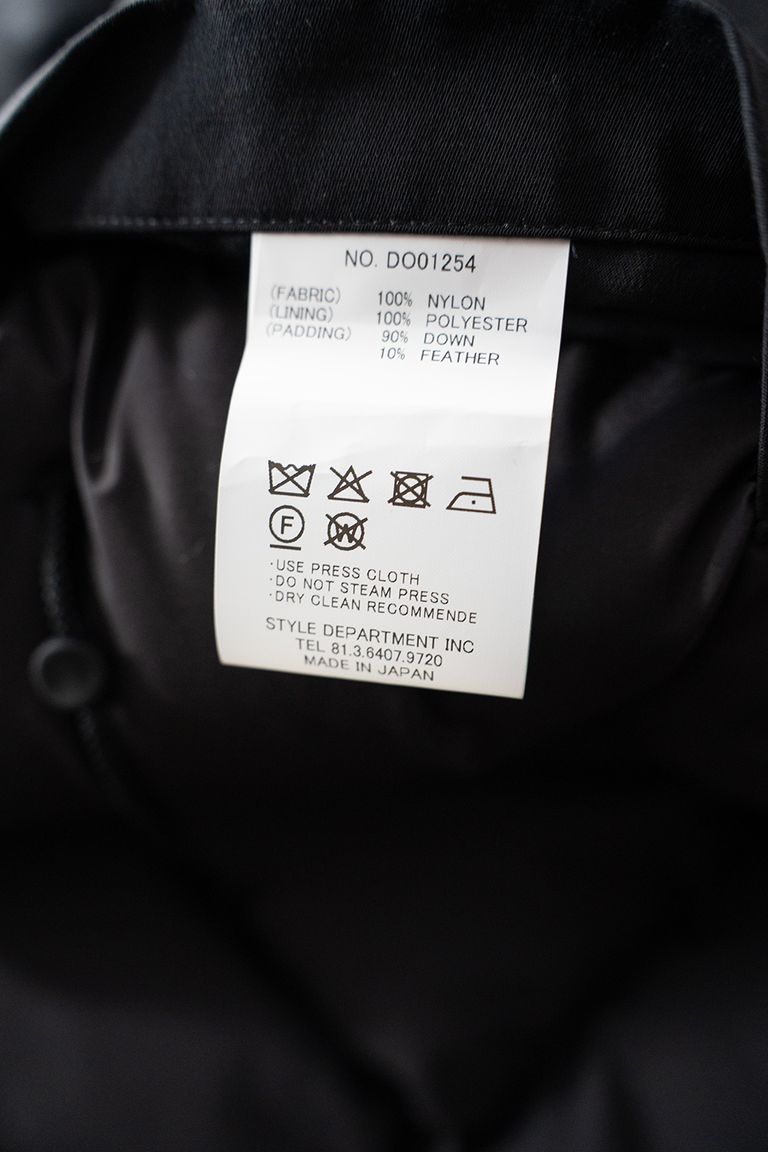 NO. DO01254
(FABRIC) 100% NYLON
(LINING) 100% POLYESTER
(PADDING) 90% DOWN
10% FEATHER
F W
·USE PRESS CLOTH
·DO NOT STEAM PRESS
·DRY CLEAN RECOMMENDE
STYLE DEPARTMENT INC
TEL 81.3.6407.9720
MADE IN JAPAN